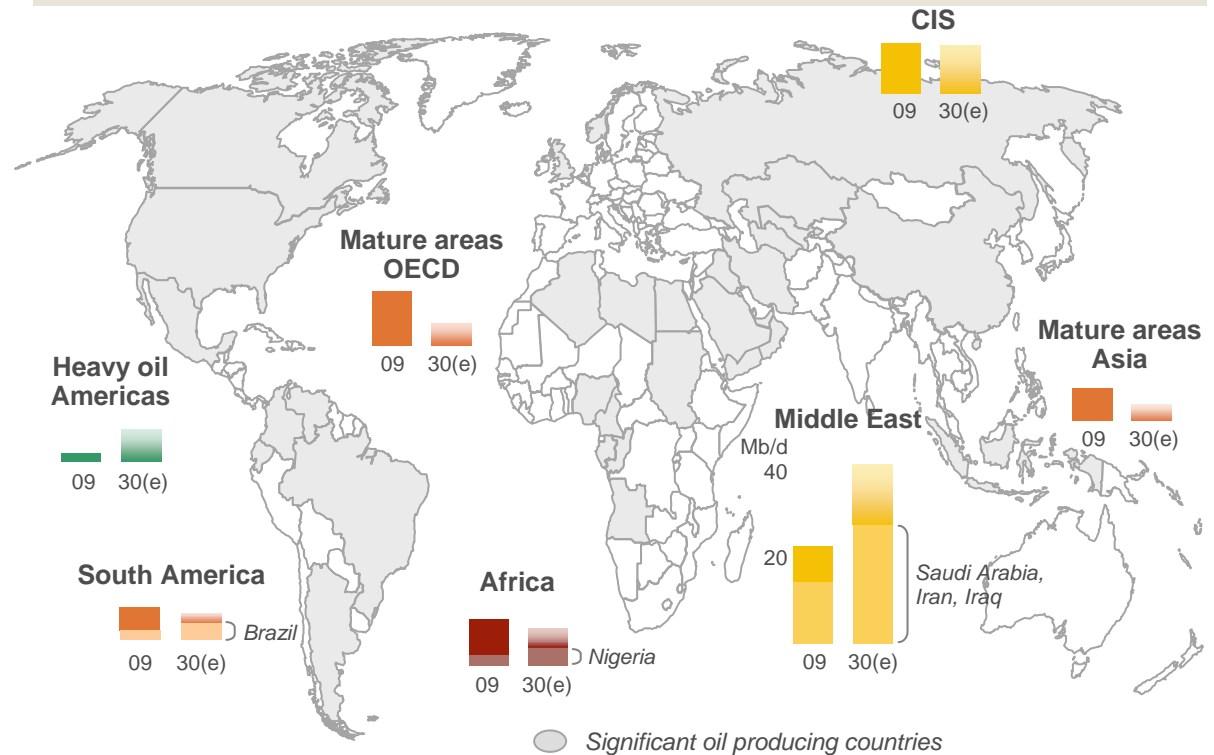 CIS
09 30(e)
Mature areas
OECD
09 30(e)
Mature areas
Asia
09 30(e)
Heavy oil
Americas
09 30(e)
Middle East
Mb/d
40
20
Saudi Arabia,
Iran, Iraq
09 30(e)
South America
Brazil
09 30(e)
Africa
Nigeria
09 30(e)
Significant oil producing countries